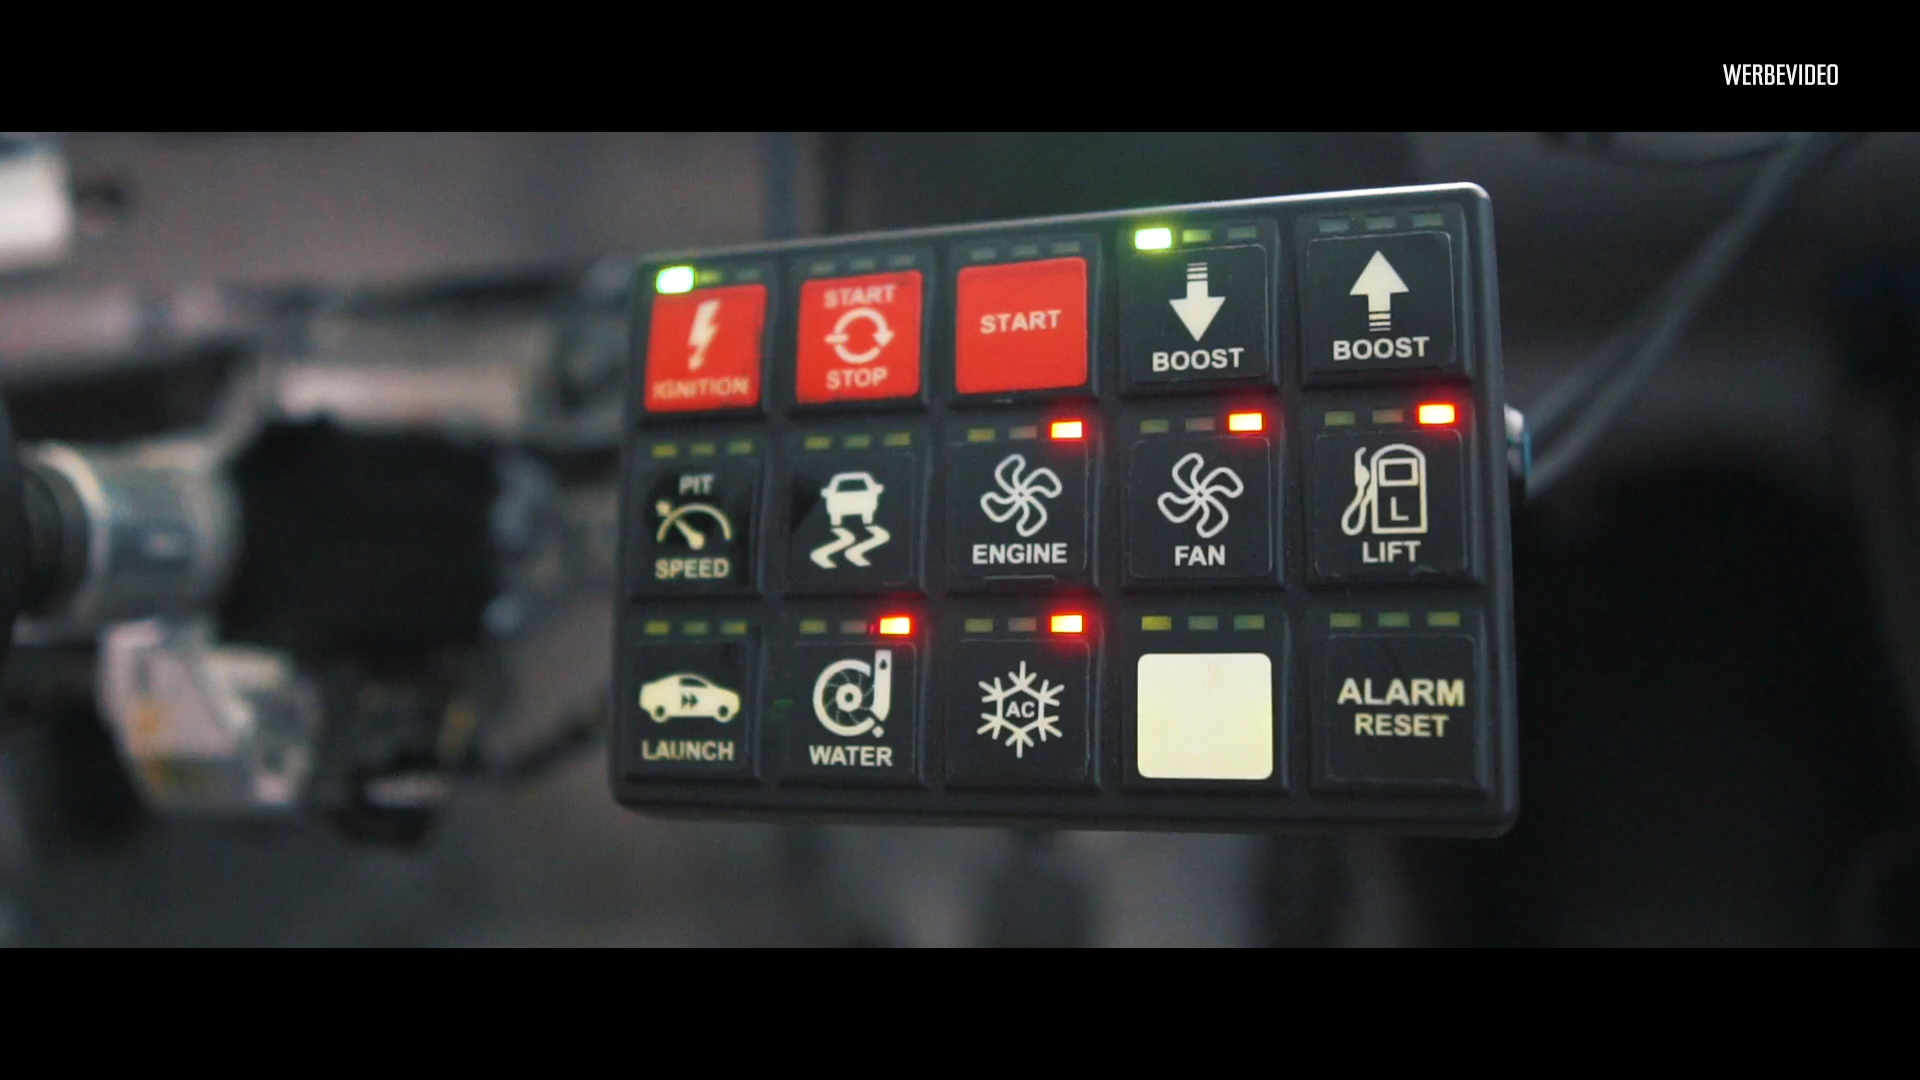 WERBEVIDEO
IGNITION
START
STOP
START
BOOST
BOOST
PIT
SPEED
ENGINE
FAN
L
LIFT
LAUNCH
WATER
AC
ALARM
RESET